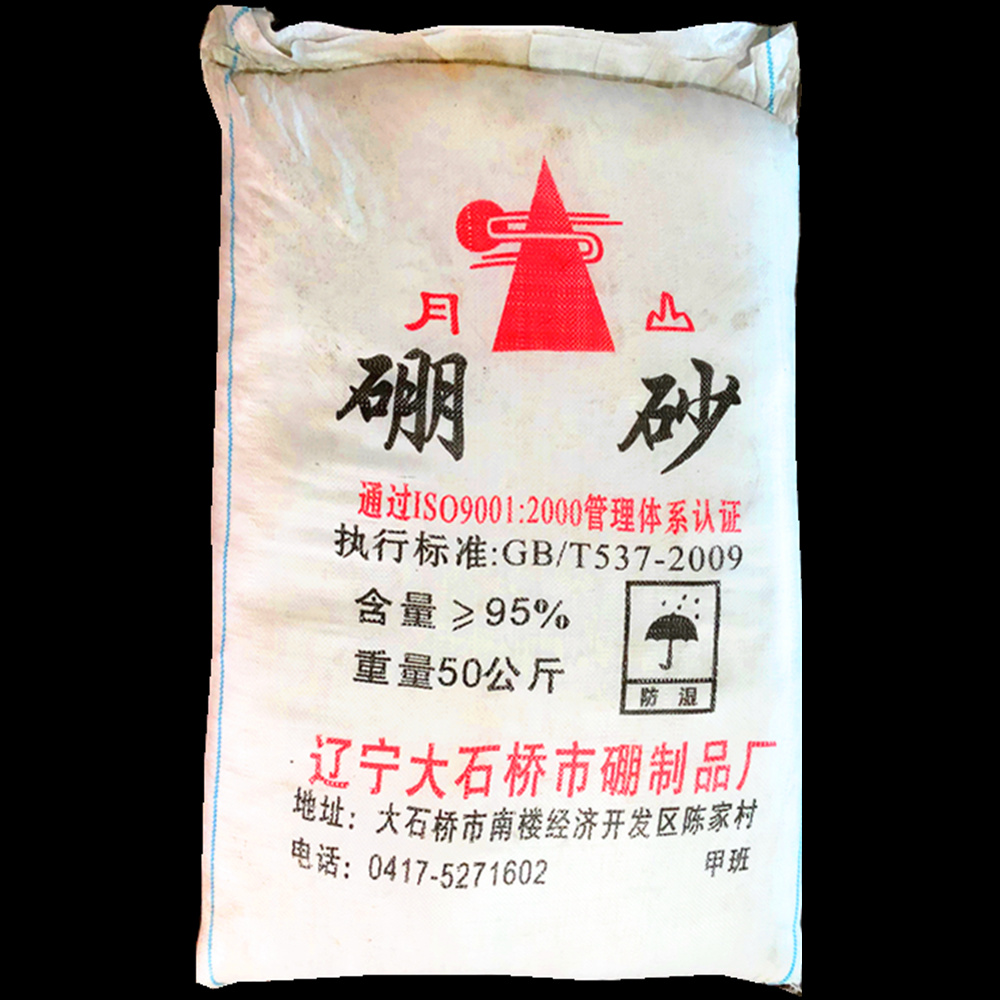 月 山
硼 砂
通过ISO9001:2000管理体系认证
执行标准:GB/T537-2009
含量≥95%
重量50公斤
防 湿
辽宁大石桥市硼制品厂
地址：大石桥市南楼经济开发区陈家村
电话：0417-5271602 甲班